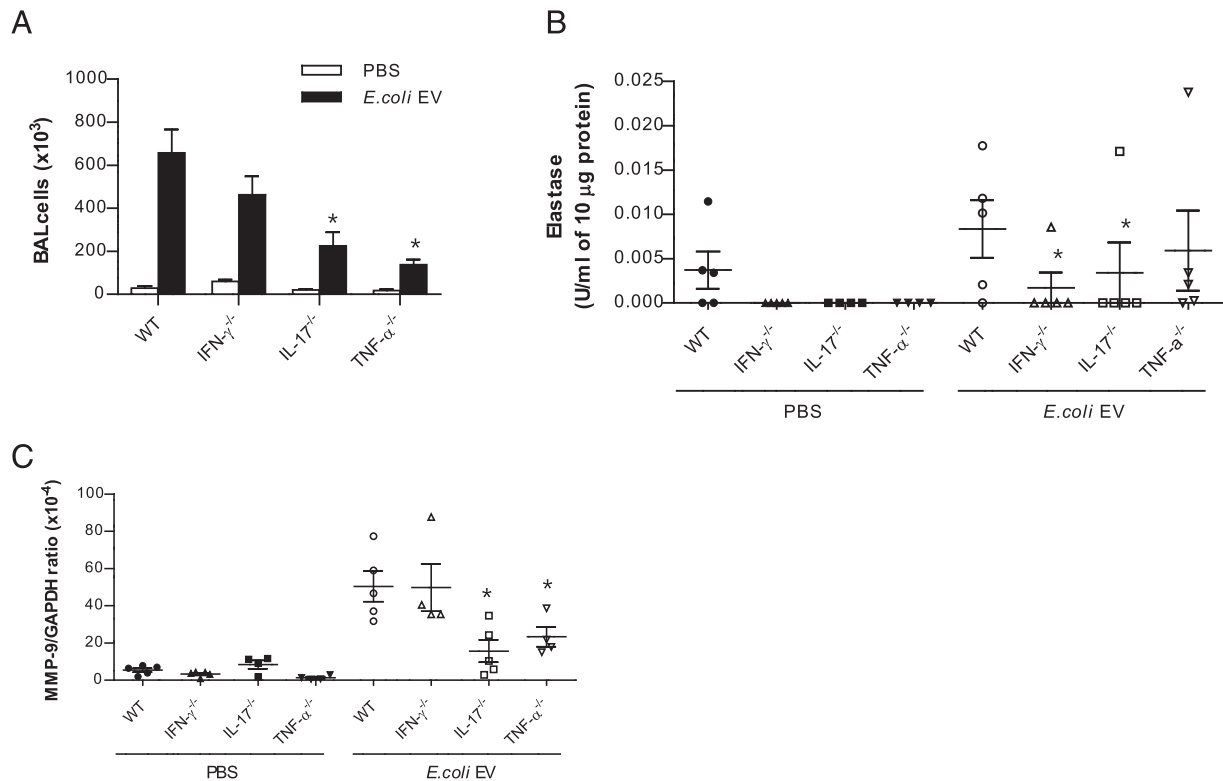 A
PBS
E.coli EV
BALcells (x10³)
1000
800
600
400
200
0
*
*
WT
IFN-γ⁻/⁻
IL-17⁻/⁻
TNF-α⁻/⁻
B
Elastase
(U/ml of 10 μg protein)
0.025
0.020
0.015
0.010
0.005
0.000
*
*
WT
IFN-γ⁻/⁻
IL-17⁻/⁻
TNF-α⁻/⁻
WT
IFN-γ⁻/⁻
IL-17⁻/⁻
TNF-a⁻/⁻
PBS
E.coli EV
C
MMP-9/GAPDH ratio (x10⁻⁴)
100
80
60
40
20
0
*
*
WT
IFN-γ⁻/⁻
IL-17⁻/⁻
TNF-α⁻/⁻
WT
IFN-γ⁻/⁻
IL-17⁻/⁻
TNF-α⁻/⁻
PBS
E.coli EV